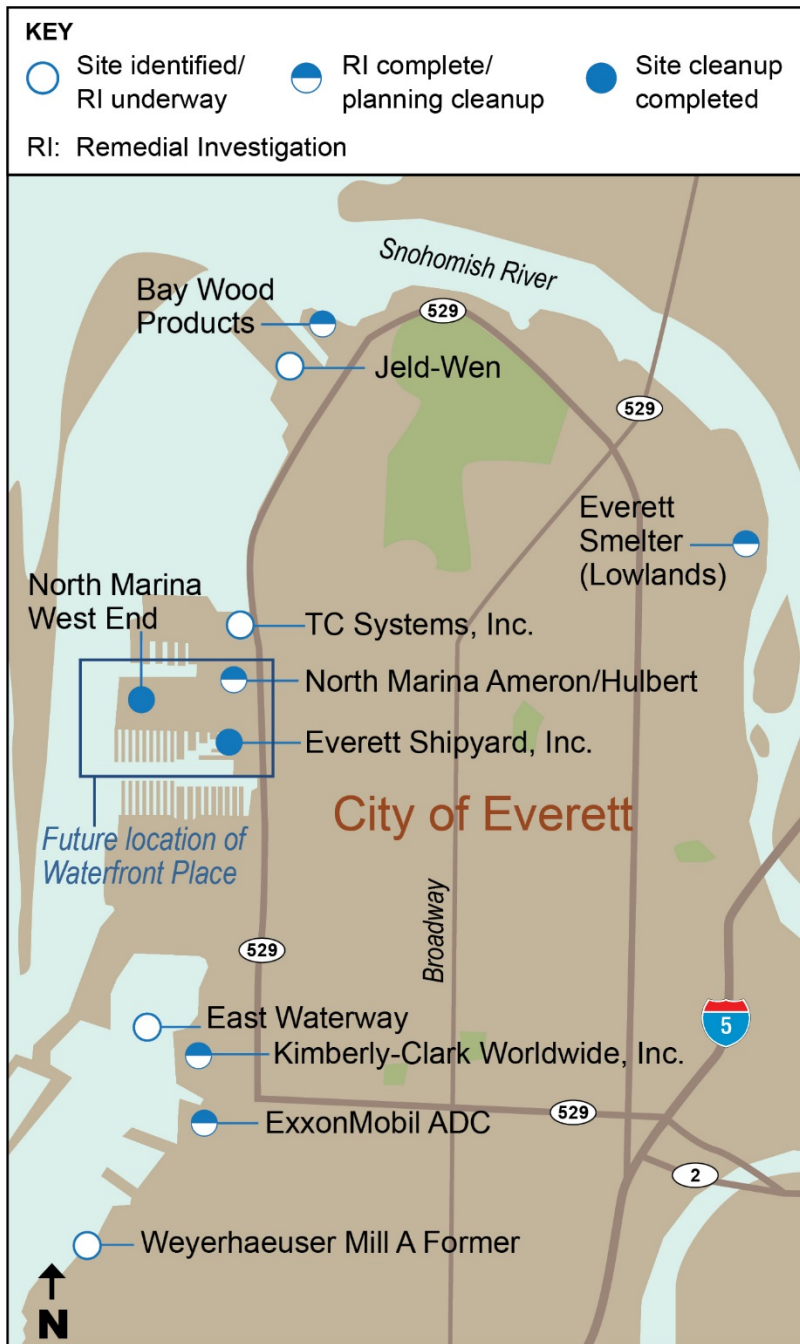 KEY
Site identified/
RI underway
RI complete/
planning cleanup
Site cleanup
completed
RI: Remedial Investigation
Snohomish River
Bay Wood
Products
529
Jeld-Wen
529
Everett
Smelter
(Lowlands)
North Marina
West End
TC Systems, Inc.
North Marina Ameron/Hulbert
Everett Shipyard, Inc.
City of Everett
Future location of
Waterfront Place
Broadway
529
East Waterway
5
Kimberly-Clark Worldwide, Inc.
ExxonMobil ADC
529
2
Weyerhaeuser Mill A Former
N